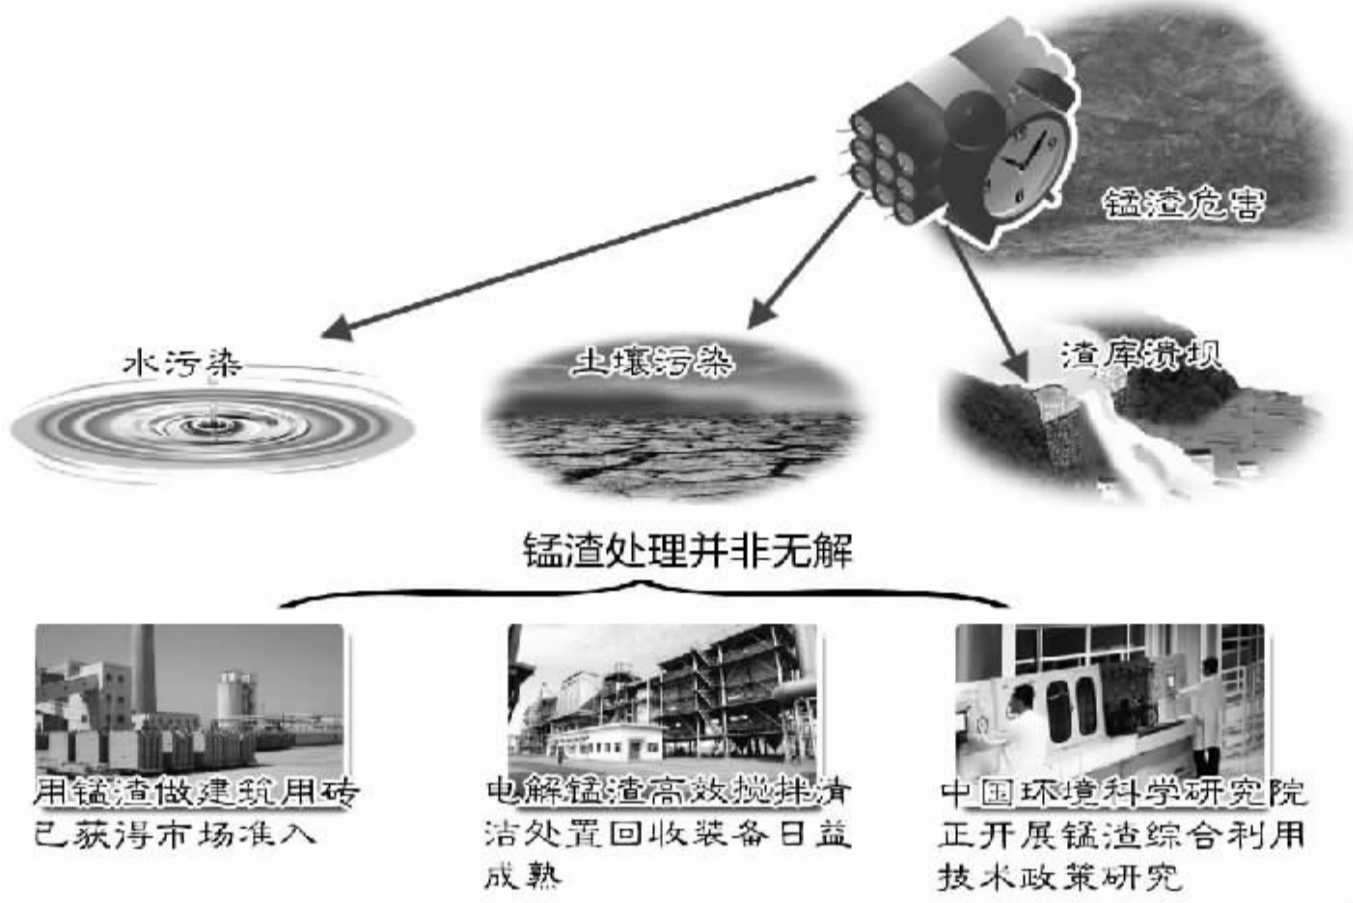 锰渣危害
水污染
土壤污染
渣库溃坝
锰渣处理并非无解
用锰渣做建筑用砖
已获得市场准入
电解锰渣高效搅拌清
洁处置回收装备日益
成熟
中国环境科学研究院
正开展锰渣综合利用
技术政策研究